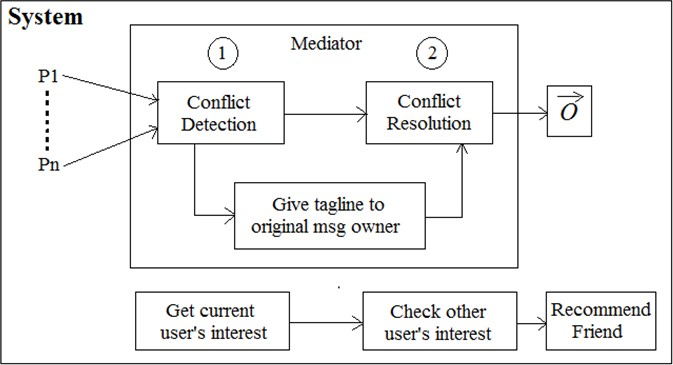 System
Mediator
1
2
P1
Pn
Conflict
Detection
Conflict
Resolution
O
Give tagline to
original msg owner
Get current
user's interest
Check other
user's interest
Recommend
Friend